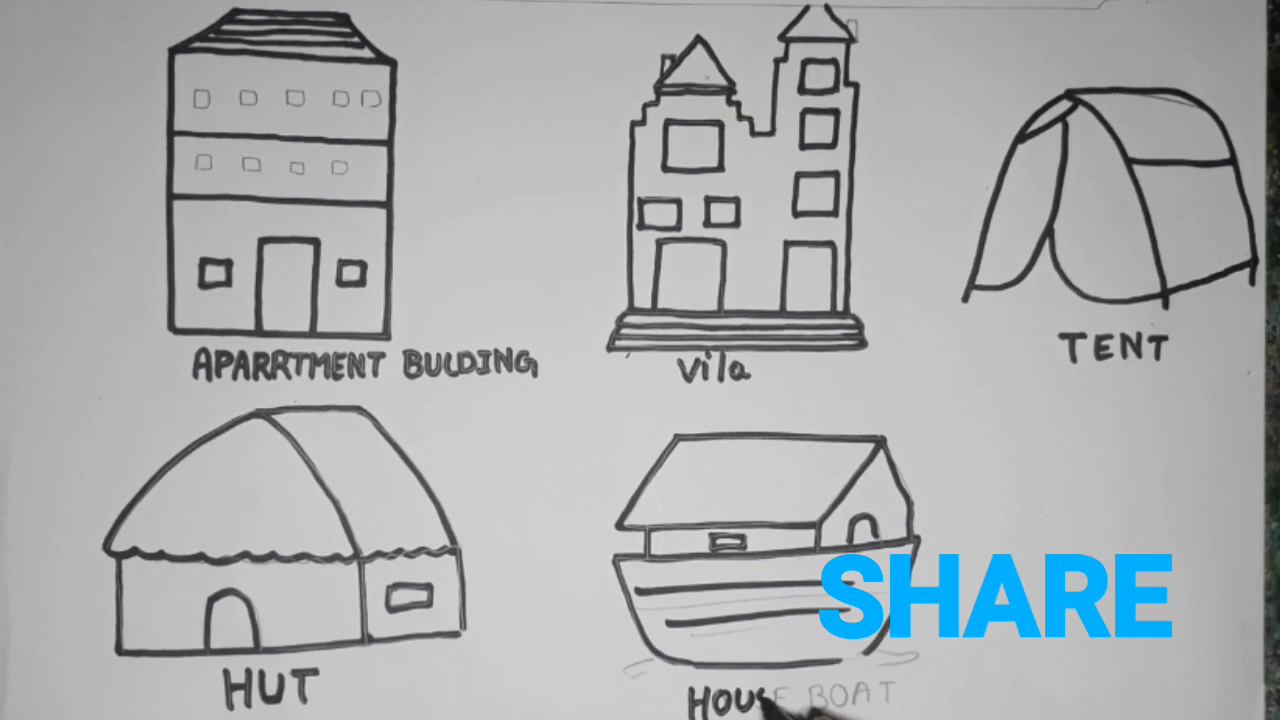 APARRTMENT BULDING
Vila
TENT
HUT
HOUSE BOAT
SHARE